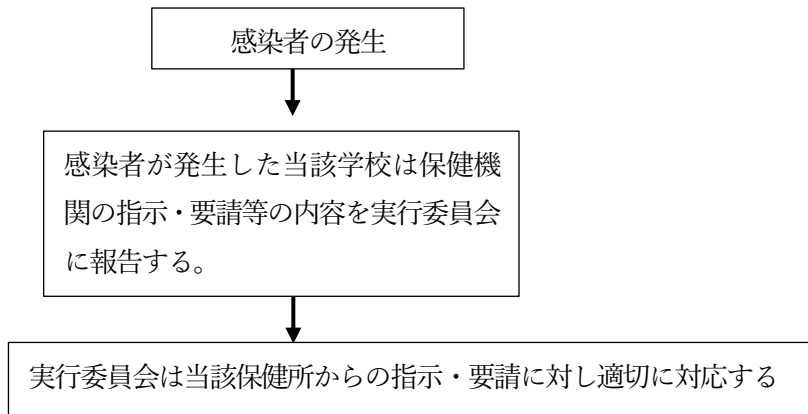 感染者の発生
感染者が発生した当該学校は保健機
関の指示・要請等の内容を実行委員会
に報告する。
実行委員会は当該保健所からの指示・要請に対し適切に対応する